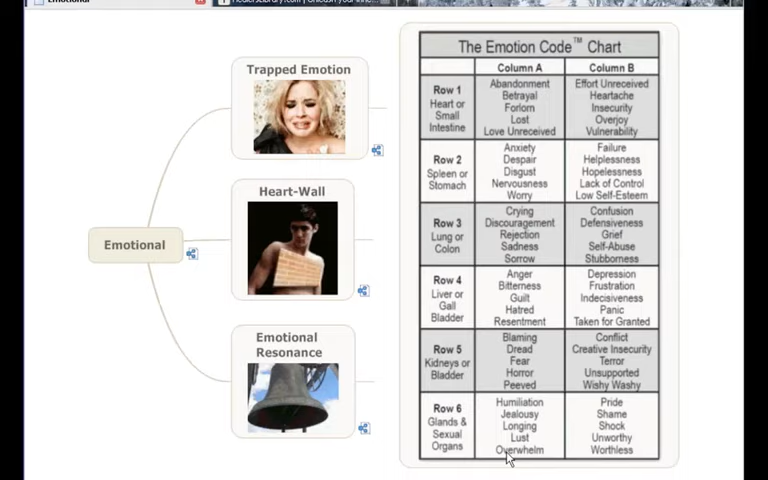 Emotional
Trapped Emotion
Heart-Wall
Emotional
Emotional
Resonance
The Emotion Code™ Chart
Column A
Column B
Row 1
Heart or
Small
Intestine
Abandonment
Betrayal
Forlorn
Lost
Love Unreceived
Effort Unreceived
Heartache
Insecurity
Overjoy
Vulnerability
Row 2
Spleen or
Stomach
Anxiety
Despair
Disgust
Nervousness
Worry
Failure
Helplessness
Hopelessness
Lack of Control
Low Self-Esteem
Row 3
Lung or
Colon
Crying
Discouragement
Rejection
Sadness
Sorrow
Confusion
Defensiveness
Grief
Self-Abuse
Stubborness
Row 4
Liver or
Gall
Bladder
Anger
Bitterness
Guilt
Hatred
Resentment
Depression
Frustration
Indecisiveness
Panic
Taken for Granted
Row 5
Kidneys or
Bladder
Blaming
Dread
Fear
Horror
Peeved
Conflict
Creative Insecurity
Terror
Unsupported
Wishy Washy
Row 6
Glands &
Sexual
Organs
Humiliation
Jealousy
Longing
Lust
Overwhelm
Pride
Shame
Shock
Unworthy
Worthless